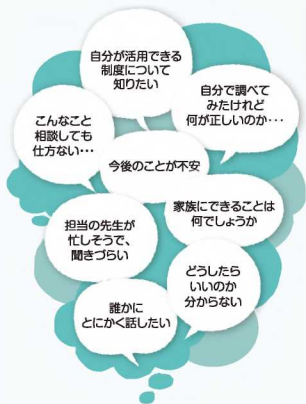 自分が活用できる
制度について
知りたい
自分で調べて
みたけれど
何が正しいのか・・・
こんなこと
相談しても
仕方ない・・・
今後のことが不安
家族にできることは
何でしょうか
担当の先生が
忙しそうで、
聞きづらい
どうしたら
いいのか
分からない
誰かに
とにかく話したい